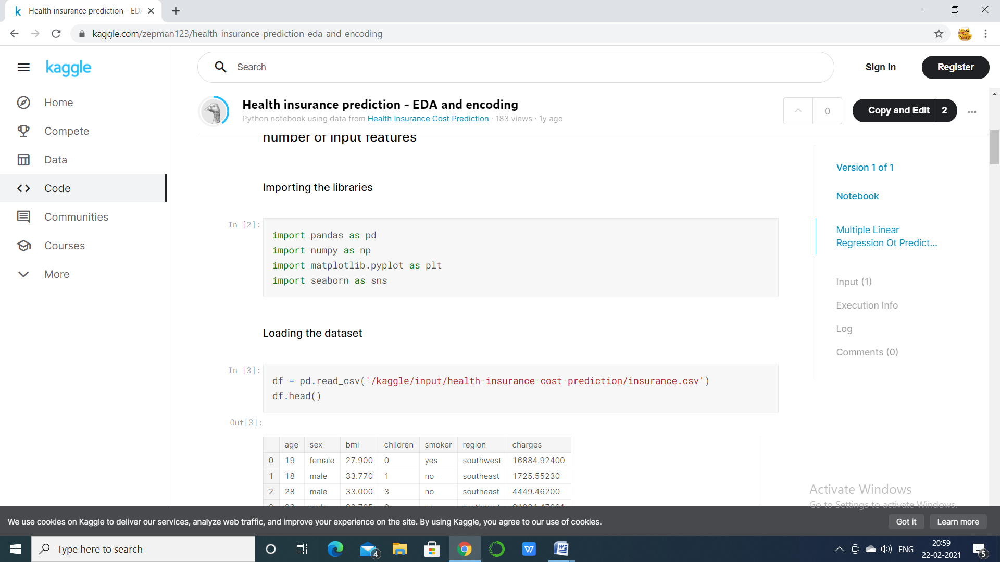 Health insurance prediction - ED
kaggle.com/zepman123/health-insurance-prediction-eda-and-encoding
kaggle
Search
Sign In
Register
Home
Compete
Data
Code
Communities
Courses
More
Health insurance prediction - EDA and encoding
Python notebook using data from Health Insurance Cost Prediction · 183 views · 1y ago
0
Copy and Edit 2
number of input features
Importing the libraries
In [2]:
import pandas as pd
import numpy as np
import matplotlib.pyplot as plt
import seaborn as sns
Loading the dataset
In [3]:
df = pd.read_csv('/kaggle/input/health-insurance-cost-prediction/insurance.csv')
df.head()
Out[3]:
age sex bmi children smoker region charges
0 19 female 27.900 0 yes southwest 16884.92400
1 18 male 33.770 1 no southeast 1725.55230
2 28 male 33.000 3 no southeast 4449.46200
Version 1 of 1
Notebook
Multiple Linear
Regression Ot Predict...
Input (1)
Execution Info
Log
Comments (0)
Activate Windows
Go to Settings to activate Windows.
We use cookies on Kaggle to deliver our services, analyze web traffic, and improve your experience on the site. By using Kaggle, you agree to our use of cookies.
Got it
Learn more
Type here to search
4
ENG
20:59
22-02-2021
5